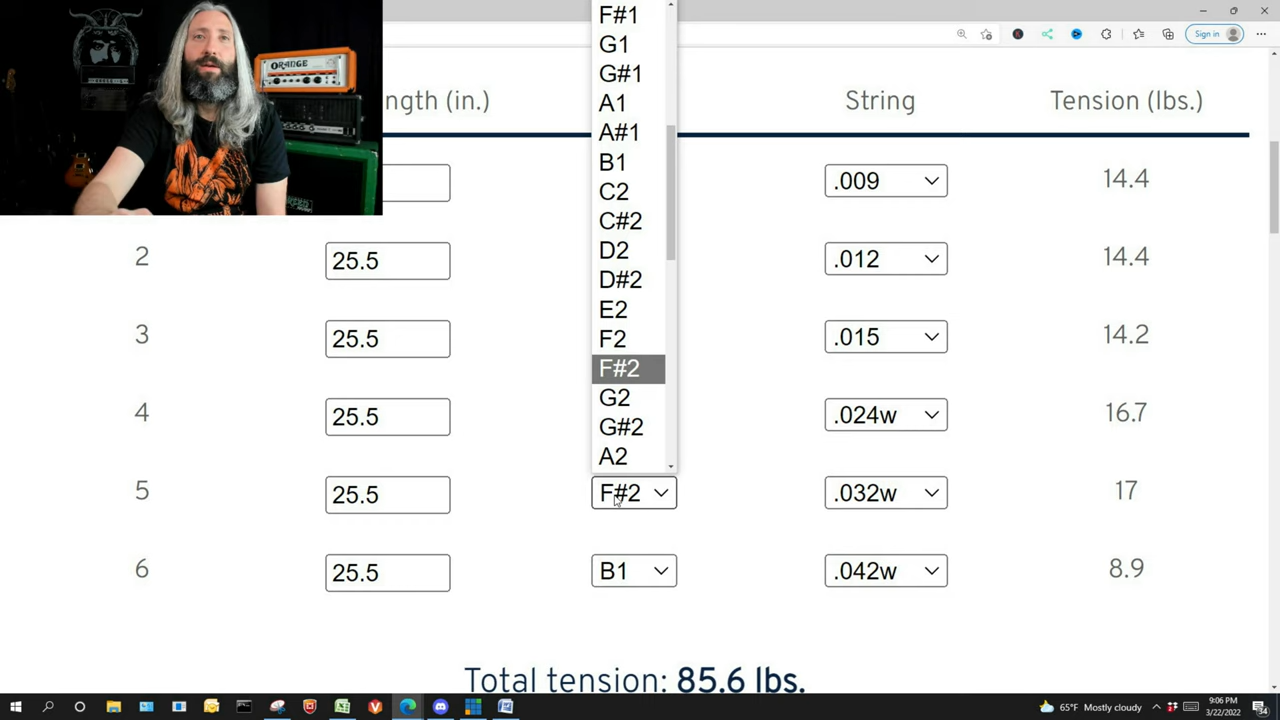 F#1
G1
Sign in
G#1
ORANGE
ngth (in.)
String
Tension (lbs.)
A1
A#1
B1
.009
14.4
C2
C#2
2
25.5
D2
.012
14.4
D#2
E2
3
25.5
F2
.015
14.2
F#2
G2
4
25.5
G#2
.024w
16.7
A2
5
25.5
F#2
.032w
17
6
25.5
B1
.042w
8.9
Total tension: 85.6 lbs.
65°F Mostly cloudy
9:06 PM
3/22/2022
34